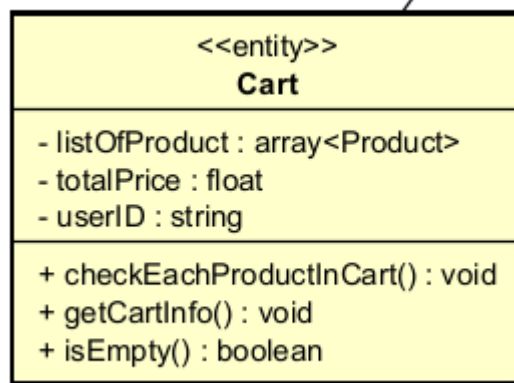 <<entity>>
Cart
- listOfProduct : array<Product>
- totalPrice : float
- userID : string
+ checkEachProductInCart() : void
+ getCartInfo() : void
+ isEmpty() : boolean